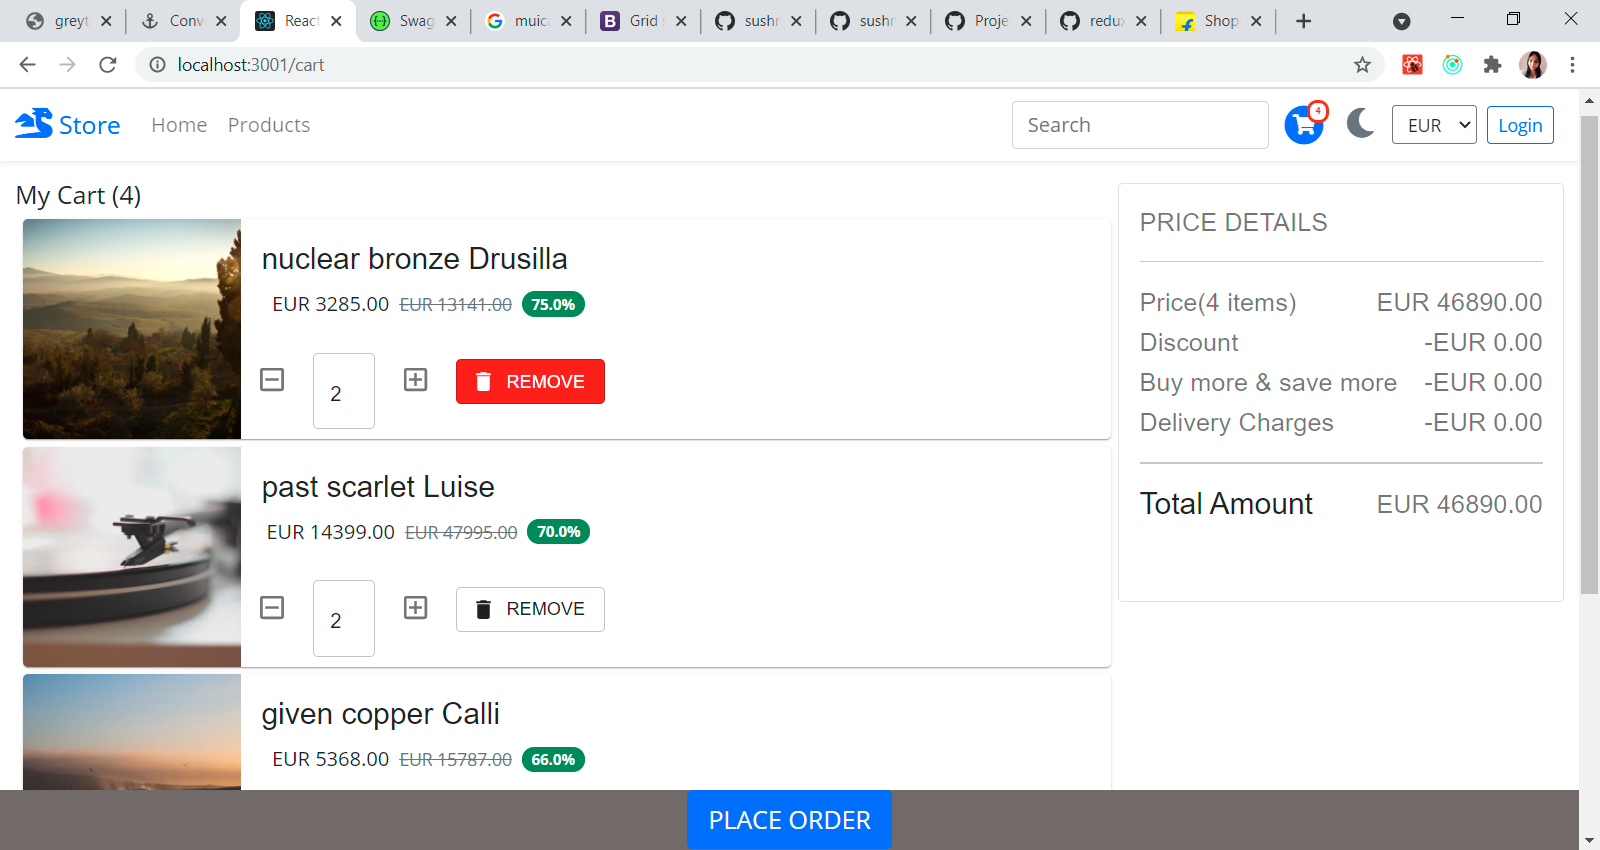 greyt
Conv
React
Swag
muica
Grid s
sushm
sushm
Proje
redux
Shop
localhost:3001/cart
Store
Home
Products
Search
4
EUR
Login
My Cart (4)
nuclear bronze Drusilla
EUR 3285.00 EUR 13141.00 75.0%
2
REMOVE
past scarlet Luise
EUR 14399.00 EUR 47995.00 70.0%
2
REMOVE
given copper Calli
EUR 5368.00 EUR 15787.00 66.0%
PRICE DETAILS
Price(4 items) EUR 46890.00
Discount -EUR 0.00
Buy more & save more -EUR 0.00
Delivery Charges -EUR 0.00
Total Amount EUR 46890.00
PLACE ORDER